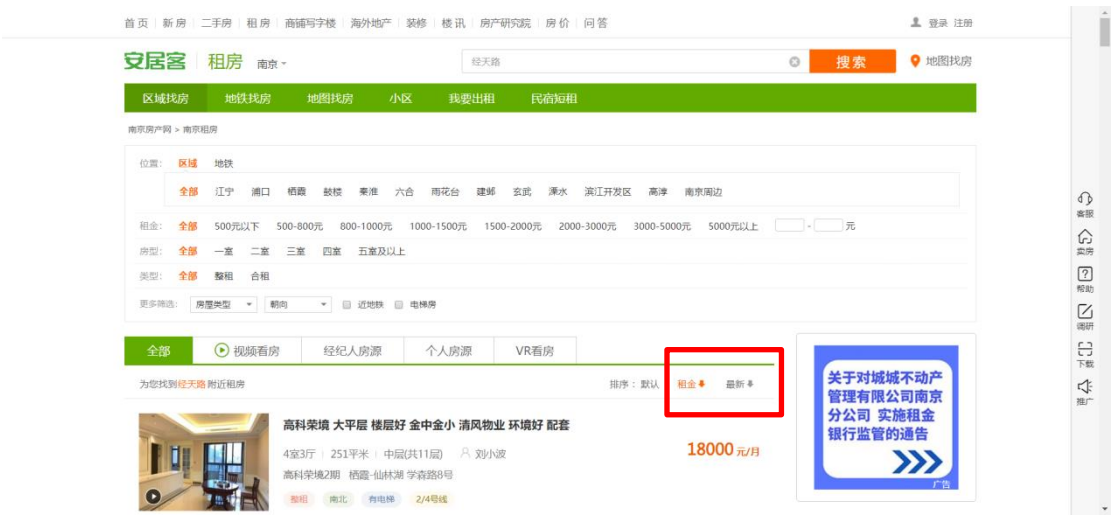 首页 新房 二手房 租房 商铺写字楼 海外地产 装修 楼讯 房产研究院 房价 问答 登录 注册
安居客 租房 南京 经天路 搜索 地图找房
区域找房 地铁找房 地图找房 小区 我要出租 民宿短租
南京房产网 > 南京租房
位置: 区域 地铁
全部 江宁 浦口 栖霞 鼓楼 秦淮 六合 雨花台 建邺 玄武 溧水 滨江开发区 高淳 南京周边
租金: 全部 500元以下 500-800元 800-1000元 1000-1500元 1500-2000元 2000-3000元 3000-5000元 5000元以上 - 元
房型: 全部 一室 二室 三室 四室 五室及以上
类型: 全部 整租 合租
更多筛选: 房屋类型 朝向 近地铁 电梯房
全部 视频看房 经纪人房源 个人房源 VR看房
为您找到经天路附近租房 排序: 默认 租金 最新
高科荣境 大平层 楼层好 金中金小 清风物业 环境好 配套
4室3厅 251平米 中层(共11层) 刘小波
18000 元/月
高科荣境2期 栖霞-仙林湖 学森路8号
整租 南北 有电梯 2/4号线
关于对城城不动产
管理有限公司南京
分公司 实施租金
银行监管的通告
广告
客服
卖房
帮助
调研
下载
推广